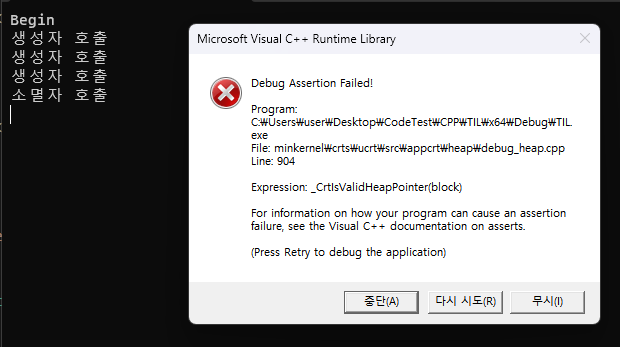 Begin
생성자 호출
생성자 호출
생성자 호출
소멸자 호출
Microsoft Visual C++ Runtime Library
Debug Assertion Failed!
Program:
C:₩Users₩user₩Desktop₩CodeTest₩CPP₩TIL₩x64₩Debug₩TIL.
exe
File: minkernel₩crts₩ucrt₩src₩appcrt₩heap₩debug_heap.cpp
Line: 904
Expression: _CrtIsValidHeapPointer(block)
For information on how your program can cause an assertion
failure, see the Visual C++ documentation on asserts.
(Press Retry to debug the application)
중단(A)
다시 시도(R)
무시(I)